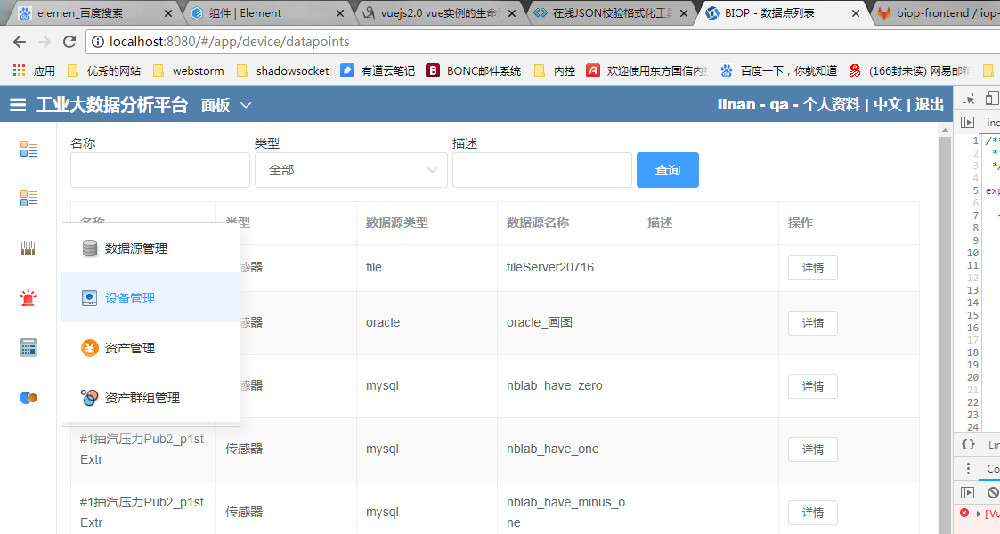 elemen_百度搜索
组件 | Element
vuejs2.0 vue实例的生命
在线JSON校验格式化工具
BIOP - 数据点列表
biop-frontend / iop-
localhost:8080/#/app/device/datapoints
应用
优秀的网站
webstorm
shadowsocket
有道云笔记
BONC邮件系统
内控
欢迎使用东方国信内
百度一下，你就知道
(166封未读) 网易邮箱
工业大数据分析平台 面板
linan - qa - 个人资料 | 中文 | 退出
名称 类型 描述
全部 查询
名称 类型 数据源类型 数据源名称 描述 操作
数据源管理
设备管理
资产管理
资产群组管理
感器 file fileServer20716 详情
感器 oracle oracle_画图 详情
感器 mysql nblab_have_zero 详情
#1抽汽压力Pub2_p1st
Extr
传感器 mysql nblab_have_one 详情
#1抽汽压力Pub2_p1st
Extr
传感器 mysql nblab_have_minus_o
ne
详情
inc
1 /*
2 *
3 */
4
5 exp
6
7
8
9
10
11
12
13
14
15
16
17
18
19
20
21
22
23
24
{} Lin
Co
[Vu